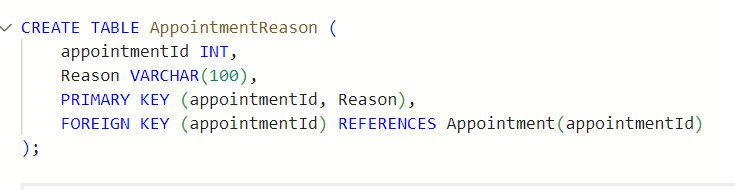 CREATE TABLE AppointmentReason (
    appointmentId INT,
    Reason VARCHAR(100),
    PRIMARY KEY (appointmentId, Reason),
    FOREIGN KEY (appointmentId) REFERENCES Appointment(appointmentId)
);